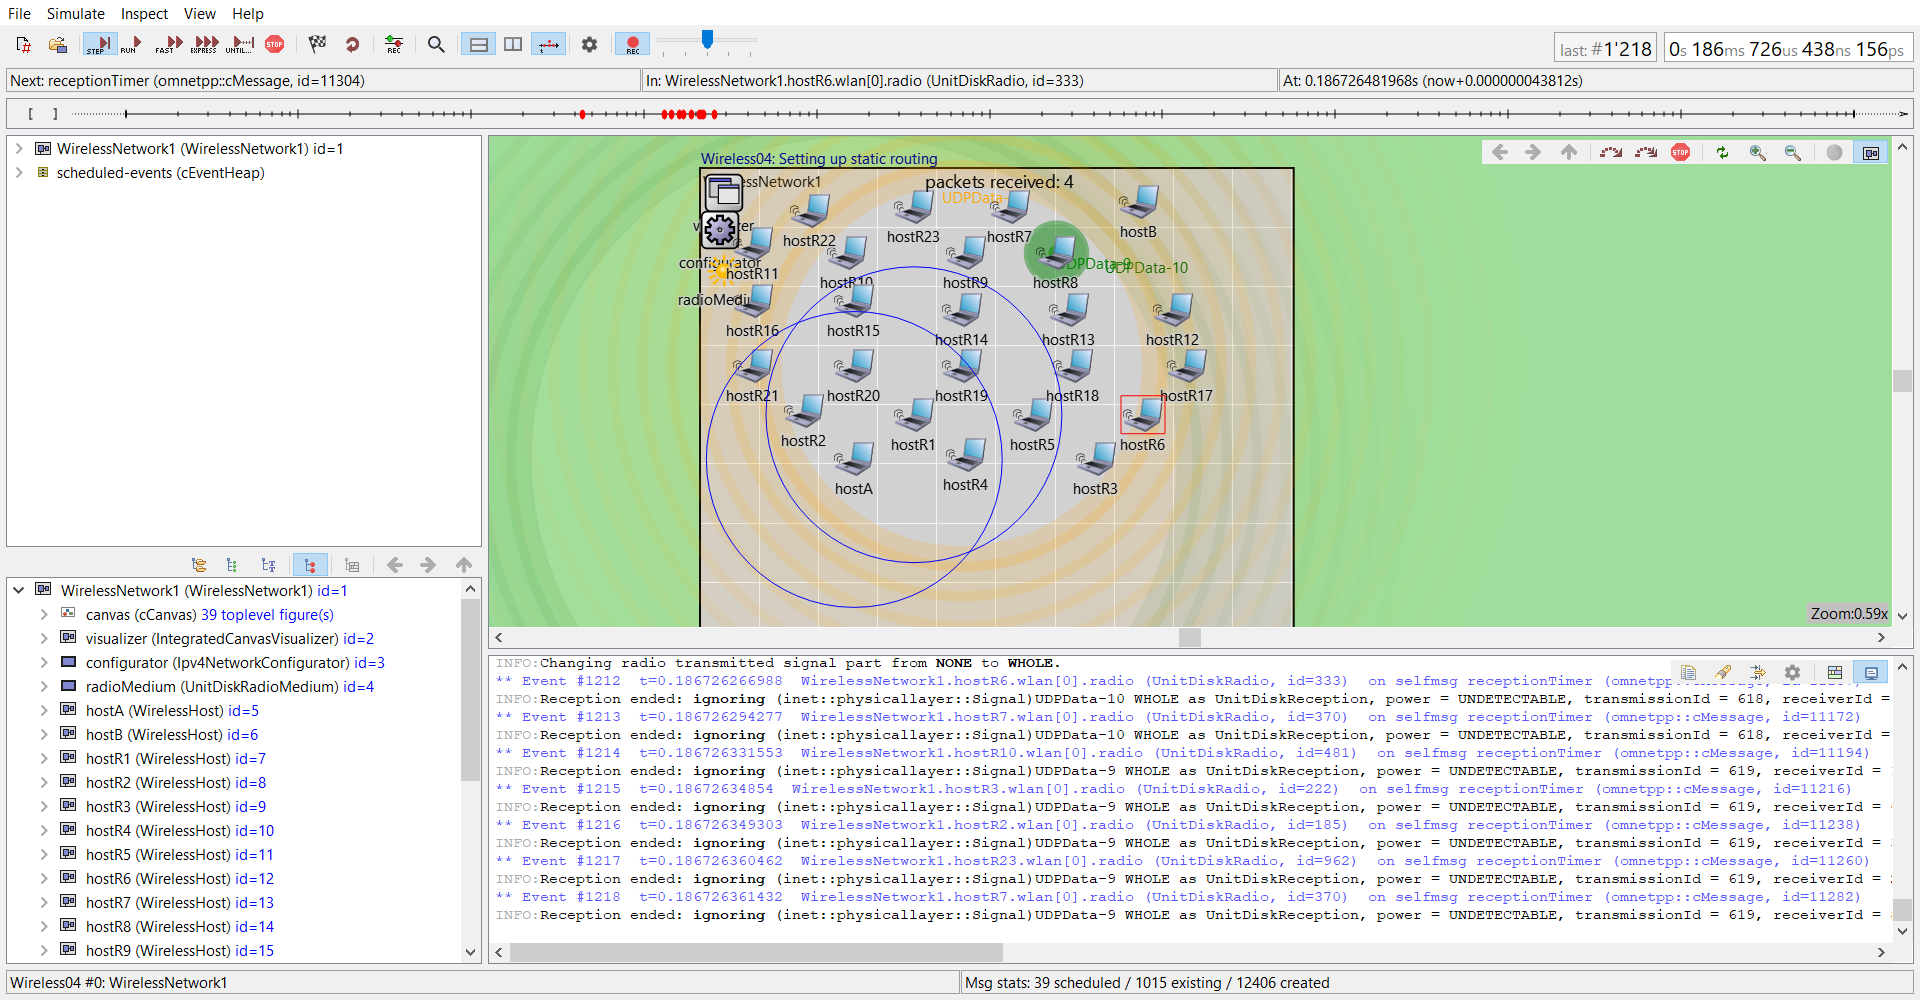 File Simulate Inspect View Help
STEP RUN FAST EXPRESS UNTIL... STOP REC REC
last: #1'218 0s 186ms 726us 438ns 156ps
Next: receptionTimer (omnetpp::cMessage, id=11304) In: WirelessNetwork1.hostR6.wlan[0].radio (UnitDiskRadio, id=333) At: 0.186726481968s (now+0.000000043812s)
[ ]
WirelessNetwork1 (WirelessNetwork1) id=1
scheduled-events (cEventHeap)
Wireless04: Setting up static routing
STOP
packets received: 4
hostR22
hostR23
UDPData-
hostR7
hostB
configurator
hostR11
hostR10
hostR9
hostR8
UDPData-9
UDPData-10
hostR16
hostR15
hostR14
hostR13
hostR12
hostR21
hostR20
hostR19
hostR18
hostR17
hostR2
hostR1
hostR5
hostR6
hostA
hostR4
hostR3
Zoom:0.59x
WirelessNetwork1 (WirelessNetwork1) id=1
canvas (cCanvas) 39 toplevel figure(s)
visualizer (IntegratedCanvasVisualizer) id=2
configurator (Ipv4NetworkConfigurator) id=3
radioMedium (UnitDiskRadioMedium) id=4
hostA (WirelessHost) id=5
hostB (WirelessHost) id=6
hostR1 (WirelessHost) id=7
hostR2 (WirelessHost) id=8
hostR3 (WirelessHost) id=9
hostR4 (WirelessHost) id=10
hostR5 (WirelessHost) id=11
hostR6 (WirelessHost) id=12
hostR7 (WirelessHost) id=13
hostR8 (WirelessHost) id=14
hostR9 (WirelessHost) id=15
INFO:Changing radio transmitted signal part from NONE to WHOLE.
** Event #1212 t=0.186726266988 WirelessNetwork1.hostR6.wlan[0].radio (UnitDiskRadio, id=333) on selfmsg receptionTimer
INFO:Reception ended: ignoring (inet::physicallayer::Signal)UDPData-10 WHOLE as UnitDiskReception, power = UNDETECTABLE, transmissionId = 618, receiverId =
** Event #1213 t=0.186726294277 WirelessNetwork1.hostR7.wlan[0].radio (UnitDiskRadio, id=370) on selfmsg receptionTimer (omnetpp::cMessage, id=11172)
INFO:Reception ended: ignoring (inet::physicallayer::Signal)UDPData-10 WHOLE as UnitDiskReception, power = UNDETECTABLE, transmissionId = 618, receiverId =
** Event #1214 t=0.186726331553 WirelessNetwork1.hostR10.wlan[0].radio (UnitDiskRadio, id=481) on selfmsg receptionTimer (omnetpp::cMessage, id=11194)
INFO:Reception ended: ignoring (inet::physicallayer::Signal)UDPData-9 WHOLE as UnitDiskReception, power = UNDETECTABLE, transmissionId = 619, receiverId =
** Event #1215 t=0.18672634854 WirelessNetwork1.hostR3.wlan[0].radio (UnitDiskRadio, id=222) on selfmsg receptionTimer (omnetpp::cMessage, id=11216)
INFO:Reception ended: ignoring (inet::physicallayer::Signal)UDPData-9 WHOLE as UnitDiskReception, power = UNDETECTABLE, transmissionId = 619, receiverId =
** Event #1216 t=0.186726349303 WirelessNetwork1.hostR2.wlan[0].radio (UnitDiskRadio, id=185) on selfmsg receptionTimer (omnetpp::cMessage, id=11238)
INFO:Reception ended: ignoring (inet::physicallayer::Signal)UDPData-9 WHOLE as UnitDiskReception, power = UNDETECTABLE, transmissionId = 619, receiverId =
** Event #1217 t=0.186726360462 WirelessNetwork1.hostR23.wlan[0].radio (UnitDiskRadio, id=962) on selfmsg receptionTimer (omnetpp::cMessage, id=11260)
INFO:Reception ended: ignoring (inet::physicallayer::Signal)UDPData-9 WHOLE as UnitDiskReception, power = UNDETECTABLE, transmissionId = 619, receiverId =
** Event #1218 t=0.186726361432 WirelessNetwork1.hostR7.wlan[0].radio (UnitDiskRadio, id=370) on selfmsg receptionTimer (omnetpp::cMessage, id=11282)
INFO:Reception ended: ignoring (inet::physicallayer::Signal)UDPData-9 WHOLE as UnitDiskReception, power = UNDETECTABLE, transmissionId = 619, receiverId =
Wireless04 #0: WirelessNetwork1 Msg stats: 39 scheduled / 1015 existing / 12406 created